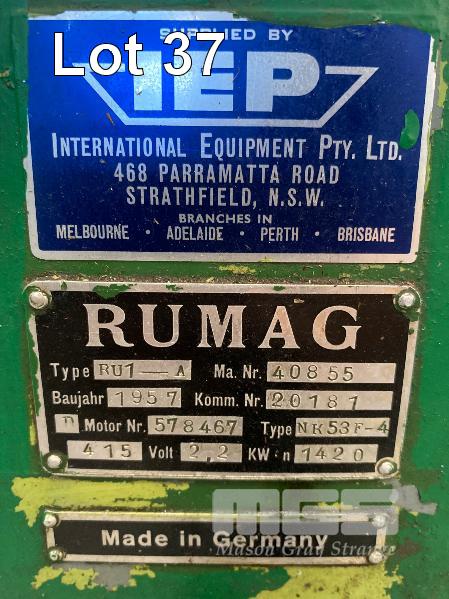 Lot 37
SUPPLIED BY
IEP
INTERNATIONAL EQUIPMENT PTY. LTD.
468 PARRAMATTA ROAD
STRATHFIELD, N.S.W.
BRANCHES IN
MELBOURNE · ADELAIDE · PERTH · BRISBANE
RUMAG
Type RU1—A Ma. Nr. 40855
Baujahr 1957 Komm. Nr. 20181
D Motor Nr. 578467 Type NK53F-4
415 Volt 2,2 KW n 1420
MGS
Made in Germany
Mason Gray Strange